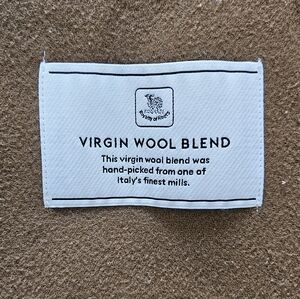 VIRGIN WOOL BLEND
This virgin wool blend was
hand-picked from one of
Italy's finest mills.